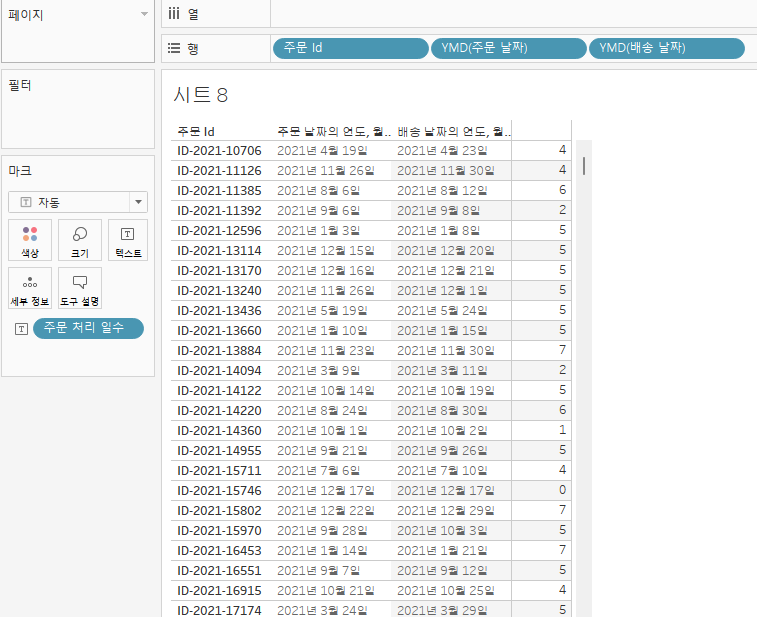 페이지
열
행
주문 Id
YMD(주문 날짜)
YMD(배송 날짜)
필터
마크
자동
색상
크기
텍스트
세부 정보
도구 설명
주문 처리 일수
시트 8
주문 Id 주문 날짜의 연도, 월.. 배송 날짜의 연도, 월..
ID-2021-10706 2021년 4월 19일 2021년 4월 23일 4
ID-2021-11126 2021년 11월 26일 2021년 11월 30일 4
ID-2021-11385 2021년 8월 6일 2021년 8월 12일 6
ID-2021-11392 2021년 9월 6일 2021년 9월 8일 2
ID-2021-12596 2021년 1월 3일 2021년 1월 8일 5
ID-2021-13114 2021년 12월 15일 2021년 12월 20일 5
ID-2021-13170 2021년 12월 16일 2021년 12월 21일 5
ID-2021-13240 2021년 11월 26일 2021년 12월 1일 5
ID-2021-13436 2021년 5월 19일 2021년 5월 24일 5
ID-2021-13660 2021년 1월 10일 2021년 1월 15일 5
ID-2021-13884 2021년 11월 23일 2021년 11월 30일 7
ID-2021-14094 2021년 3월 9일 2021년 3월 11일 2
ID-2021-14122 2021년 10월 14일 2021년 10월 19일 5
ID-2021-14220 2021년 8월 24일 2021년 8월 30일 6
ID-2021-14360 2021년 10월 1일 2021년 10월 2일 1
ID-2021-14955 2021년 9월 21일 2021년 9월 26일 5
ID-2021-15711 2021년 7월 6일 2021년 7월 10일 4
ID-2021-15746 2021년 12월 17일 2021년 12월 17일 0
ID-2021-15802 2021년 12월 22일 2021년 12월 29일 7
ID-2021-15970 2021년 9월 28일 2021년 10월 3일 5
ID-2021-16453 2021년 1월 14일 2021년 1월 21일 7
ID-2021-16551 2021년 9월 7일 2021년 9월 12일 5
ID-2021-16915 2021년 10월 21일 2021년 10월 25일 4
ID-2021-17174 2021년 3월 24일 2021년 3월 29일 5